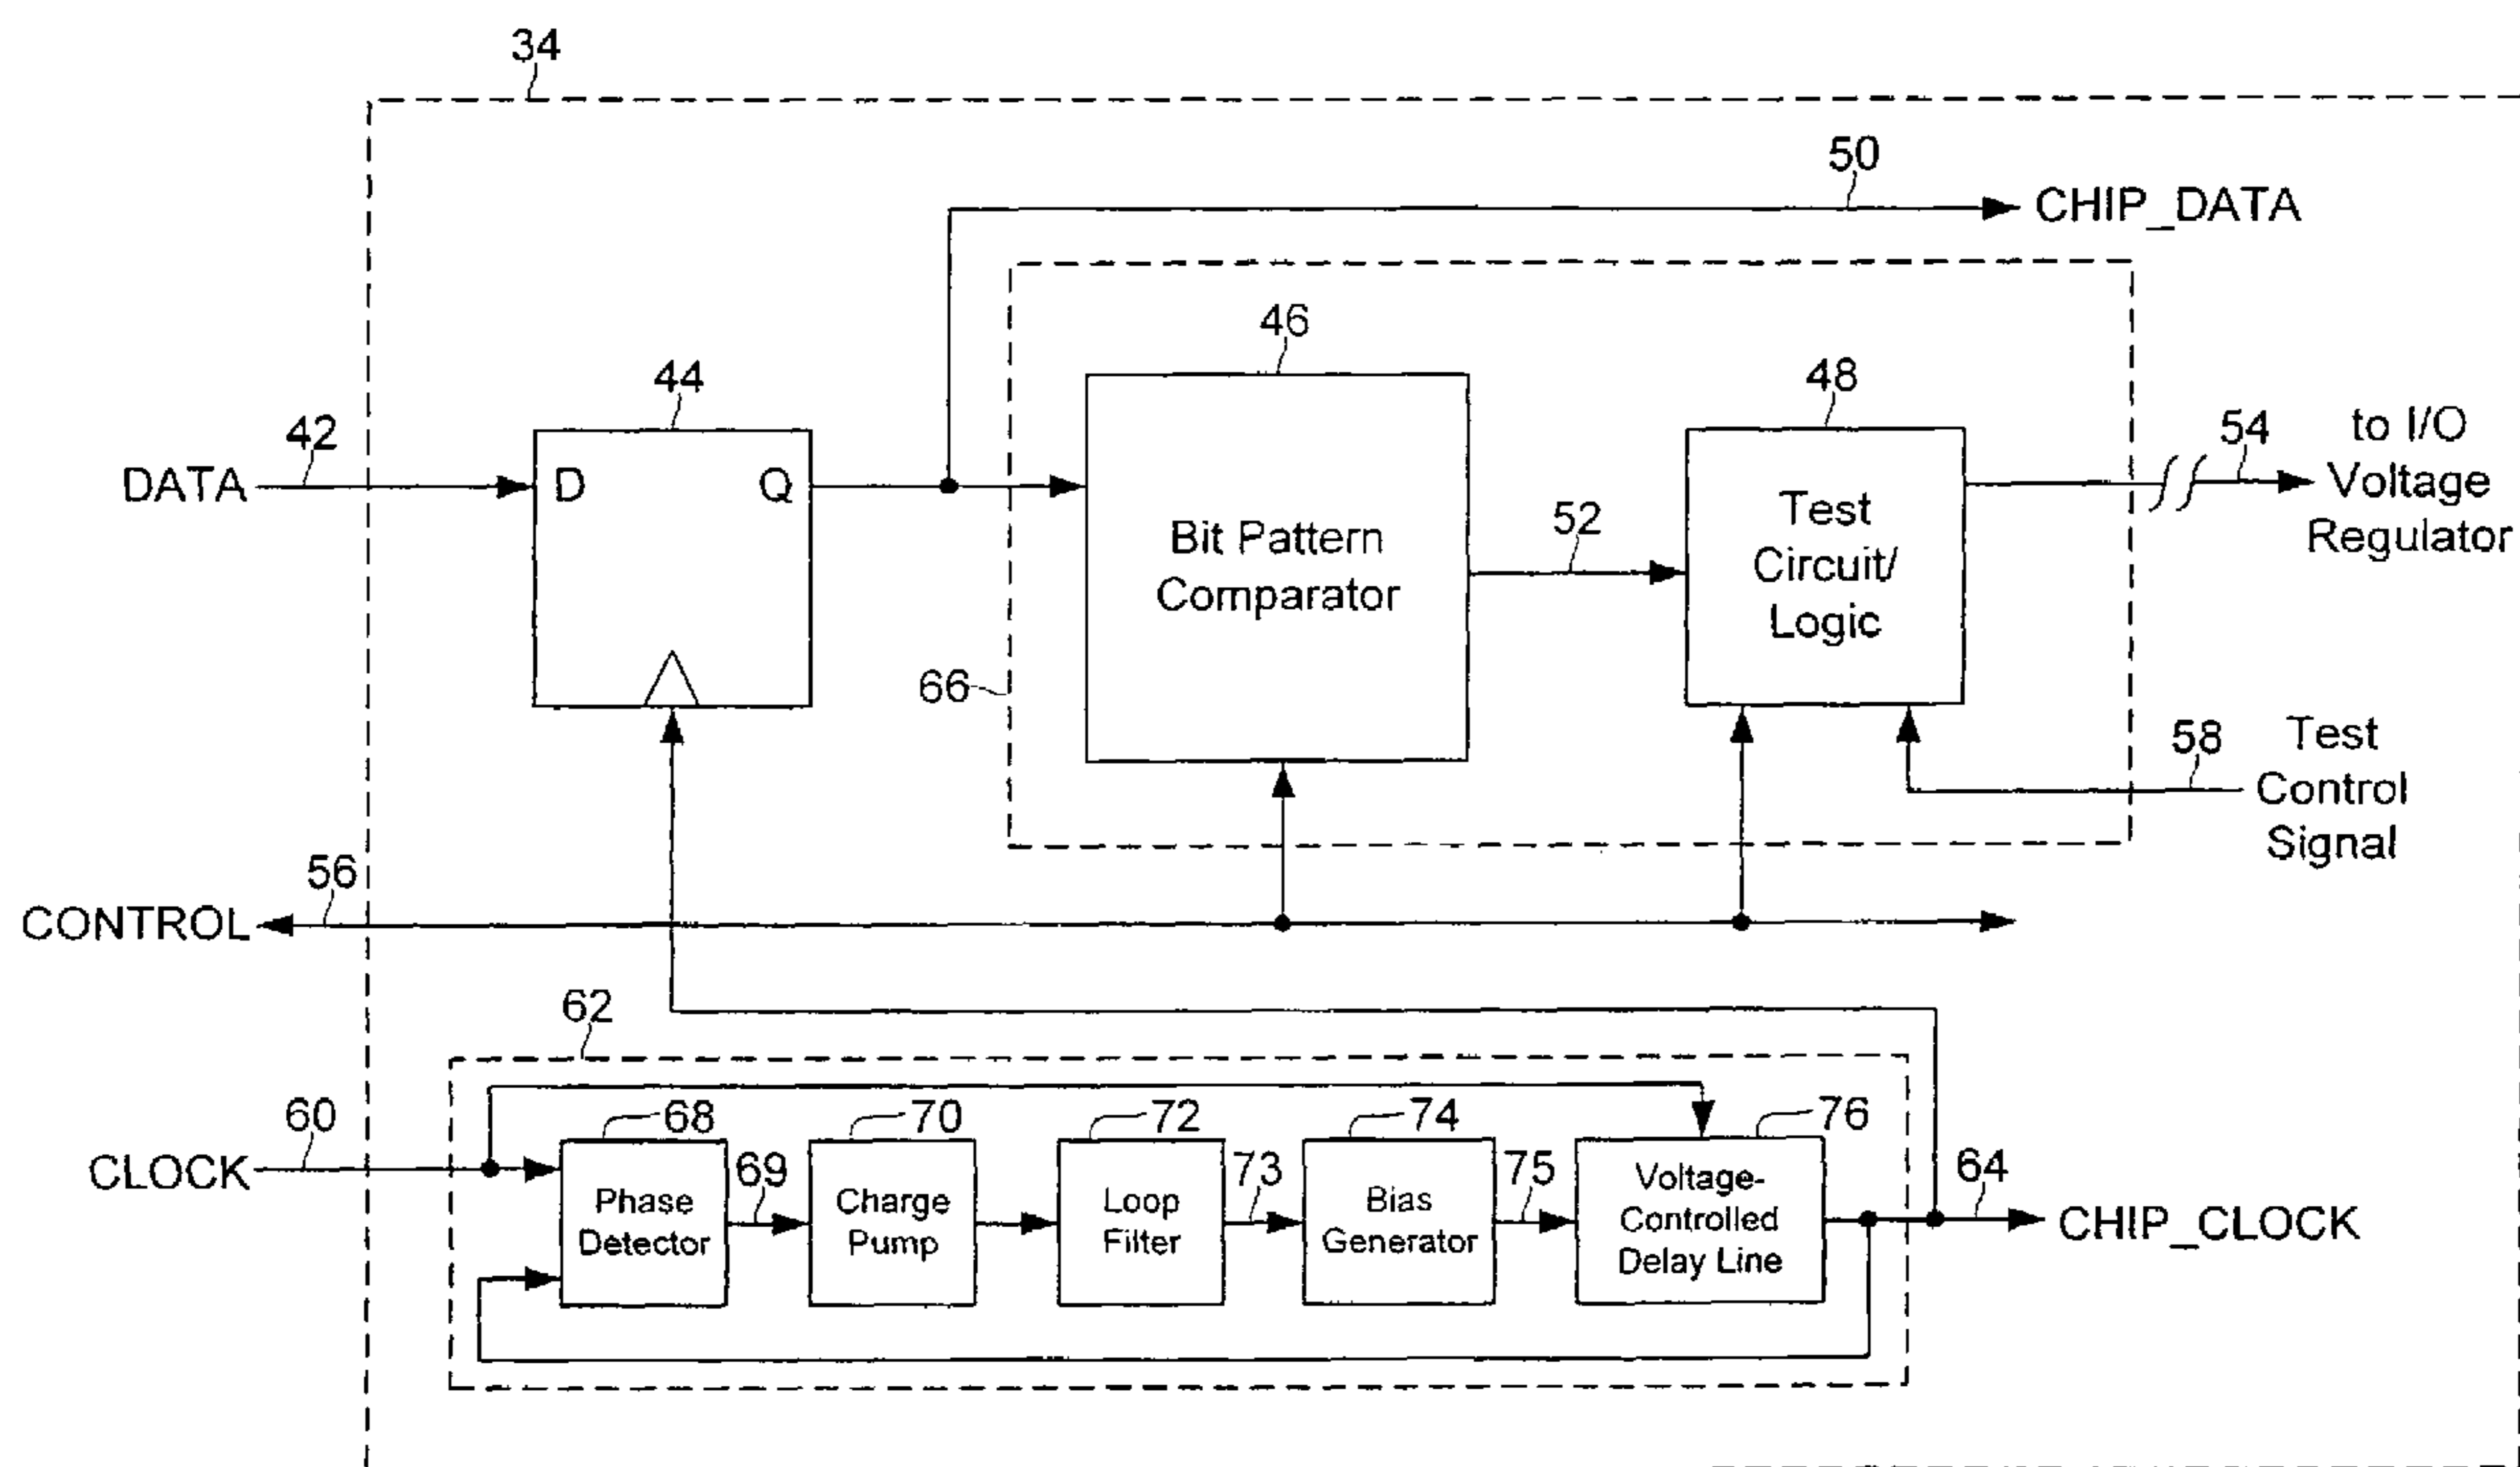 34
50
CHIP_DATA
46
44
48
42
54
to I/O
Voltage
Regulator
DATA
D
Q
Bit Pattern
Comparator
52
Test
Circuit/
Logic
66
58
Test
Control
Signal
56
CONTROL
62
60
CLOCK
68
70
72
74
76
Phase
Detector
69
Charge
Pump
Loop
Filter
73
Bias
Generator
75
Voltage-
Controlled
Delay Line
64
CHIP_CLOCK